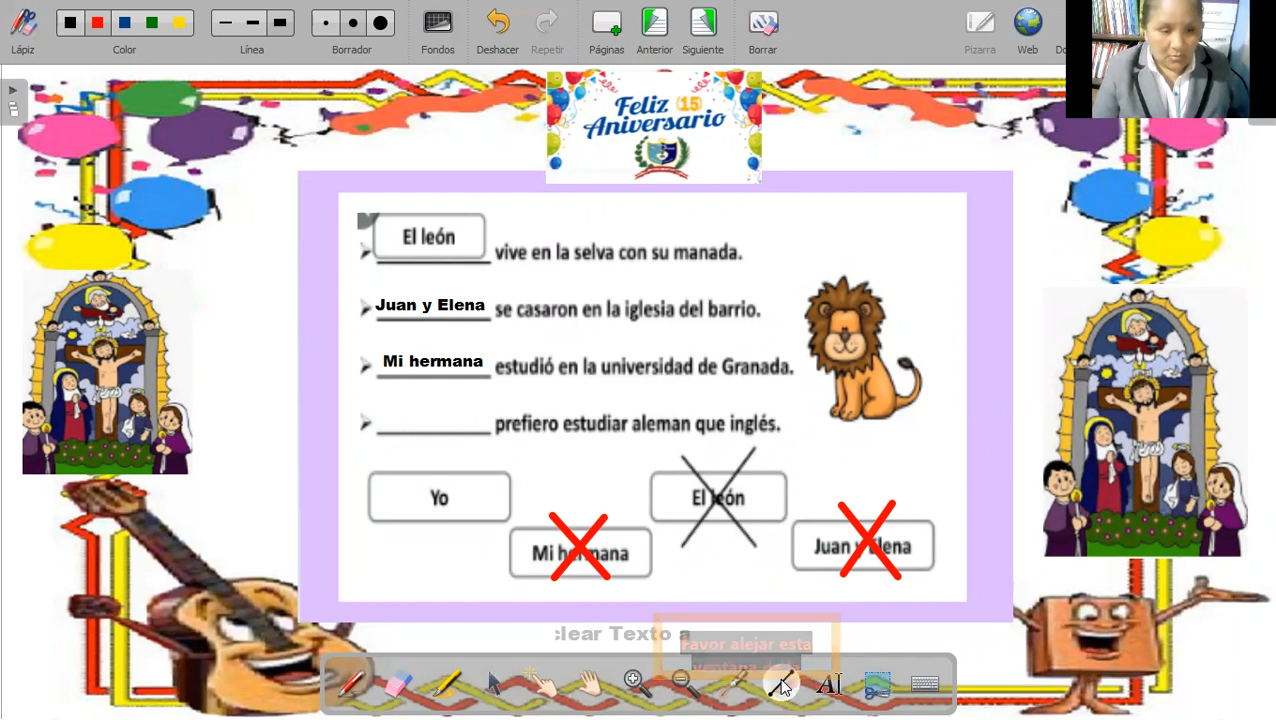 Lápiz
Color
Línea
Borrador
Fondos
Deshacer
Repetir
Páginas
Anterior
Siguiente
Borrar
Pizarra
Web
Feliz 15
Aniversario
El león
vive en la selva con su manada.
Juan y Elena se casaron en la iglesia del barrio.
Mi hermana estudió en la universidad de Granada.
prefiero estudiar aleman que inglés.
Yo
El león
Mi hermana
Juan y Elena
Texto a
Favor alejar esta
ventana